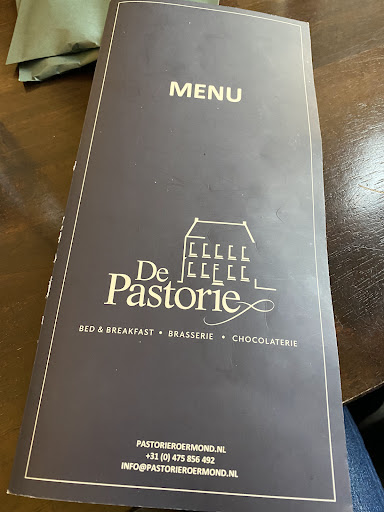 MENU
De
Pastorie
BED & BREAKFAST • BRASSERIE • CHOCOLATERIE
PASTORIEROERMOND.NL
+31 (0) 475 856 492
INFO@PASTORIEROERMOND.NL